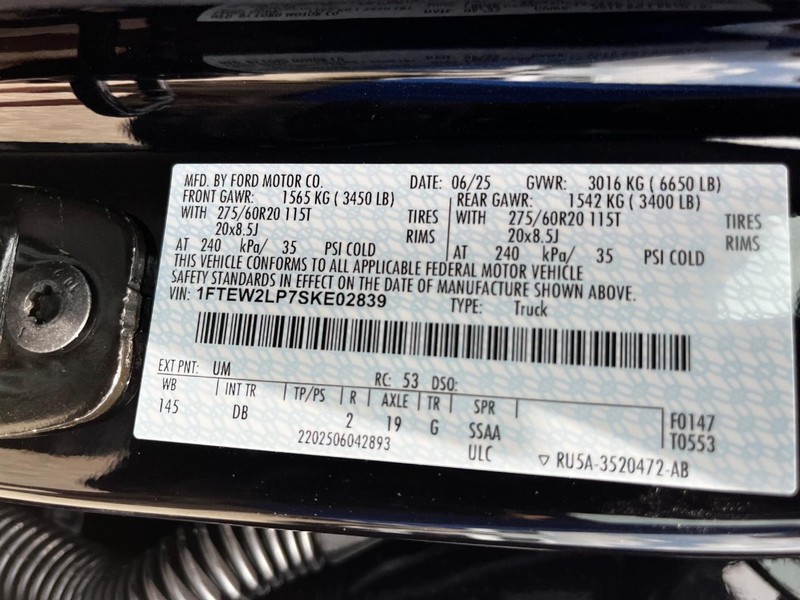 MFD. BY FORD MOTOR CO. DATE: 06/25 GVWR: 3016 KG ( 6650 LB)
FRONT GAWR: 1565 KG ( 3450 LB) REAR GAWR: 1542 KG ( 3400 LB)
WITH 275/60R20 115T TIRES WITH 275/60R20 115T TIRES
20x8.5J RIMS 20x8.5J RIMS
AT 240 kPa/ 35 PSI COLD AT 240 kPa/ 35 PSI COLD
THIS VEHICLE CONFORMS TO ALL APPLICABLE FEDERAL MOTOR VEHICLE
SAFETY STANDARDS IN EFFECT ON THE DATE OF MANUFACTURE SHOWN ABOVE.
VIN: 1FTEW2LP7SKE02839 TYPE: Truck
EXT PNT: UM RC: 53 DSO:
WB INT TR TP/PS R AXLE TR SPR
145 DB 2 19 G SSAA F0147
2202506042893 ULC T0553
▽ RU5A-3520472-AB